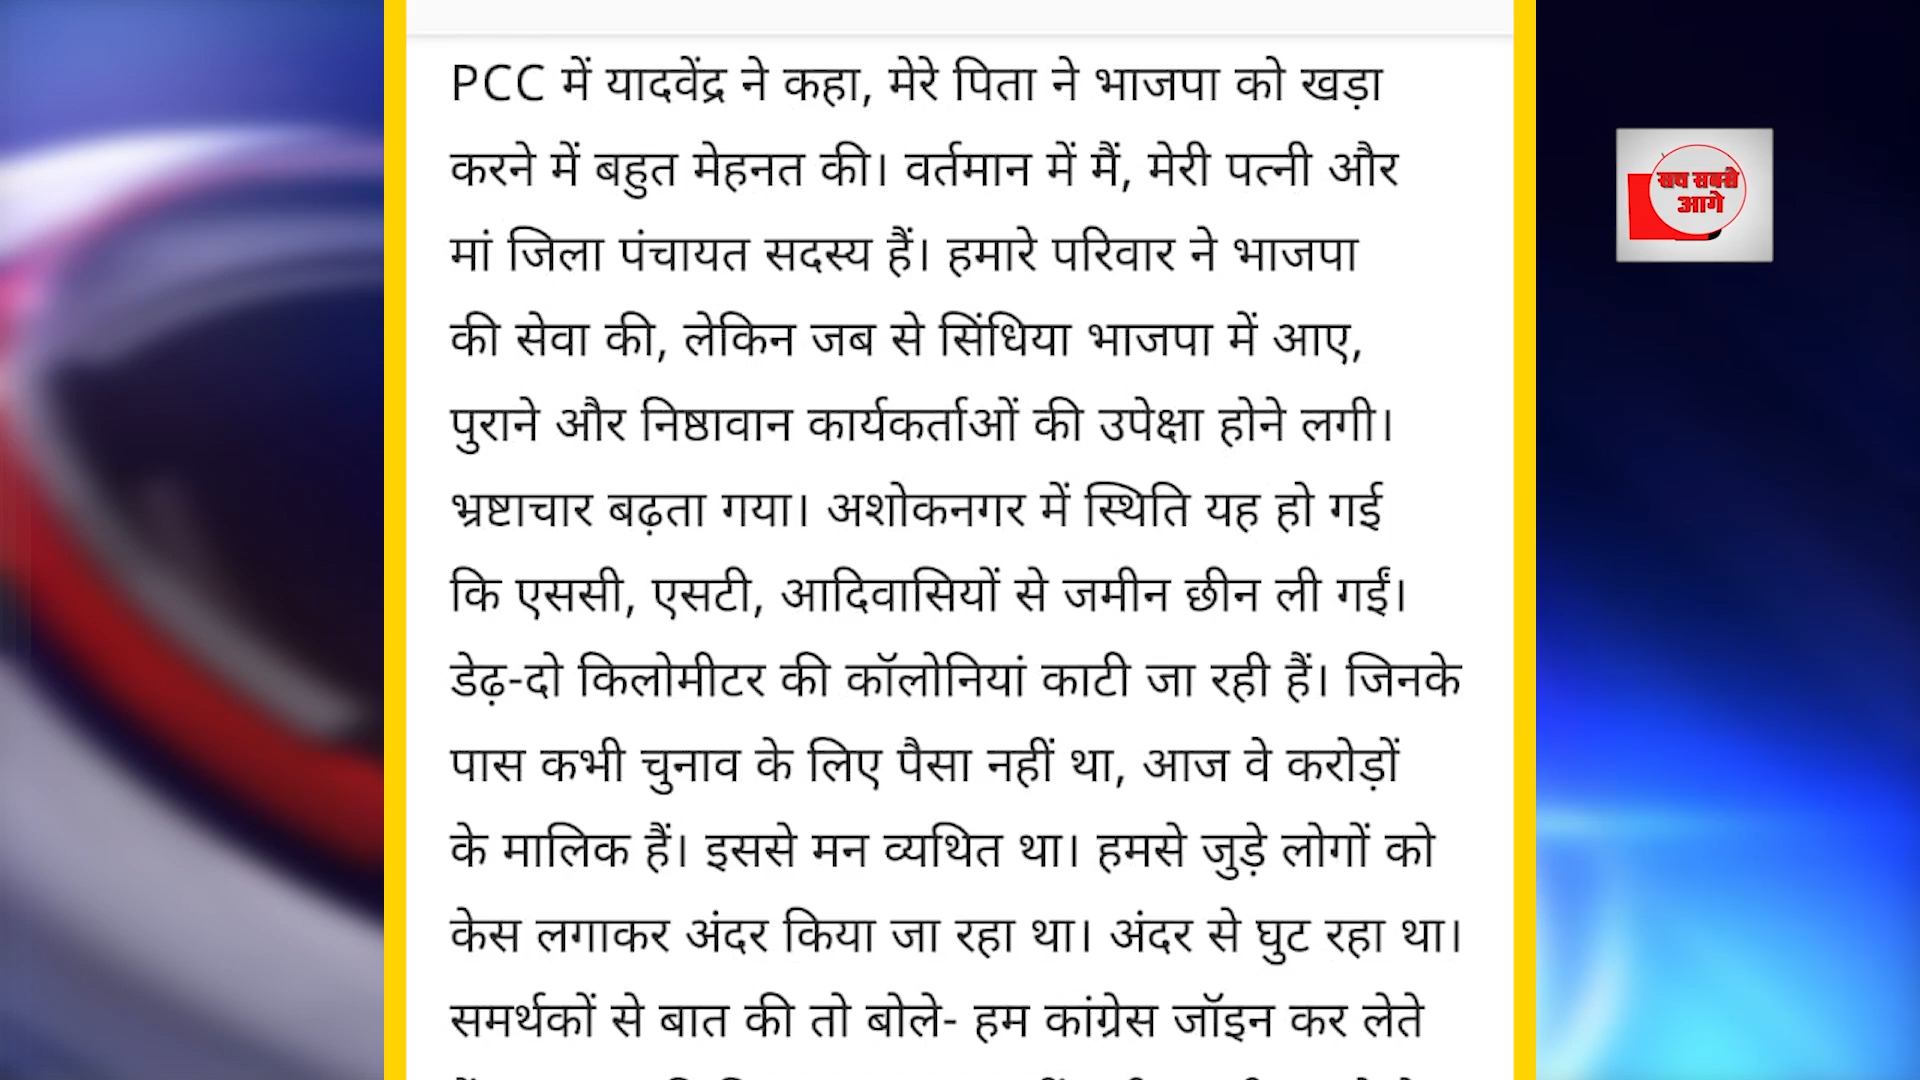 PCC में यादवेंद्र ने कहा, मेरे पिता ने भाजपा को खड़ा
करने में बहुत मेहनत की। वर्तमान में मैं, मेरी पत्नी और
मां जिला पंचायत सदस्य हैं। हमारे परिवार ने भाजपा
की सेवा की, लेकिन जब से सिंधिया भाजपा में आए,
पुराने और निष्ठावान कार्यकर्ताओं की उपेक्षा होने लगी।
भ्रष्टाचार बढ़ता गया। अशोकनगर में स्थिति यह हो गई
कि एससी, एसटी, आदिवासियों से जमीन छीन ली गईं।
डेढ़-दो किलोमीटर की कॉलोनियां काटी जा रही हैं। जिनके
पास कभी चुनाव के लिए पैसा नहीं था, आज वे करोड़ों
के मालिक हैं। इससे मन व्यथित था। हमसे जुड़े लोगों को
केस लगाकर अंदर किया जा रहा था। अंदर से घुट रहा था।
समर्थकों से बात की तो बोले- हम कांग्रेस जॉइन कर लेते
सच सबसे
आगे